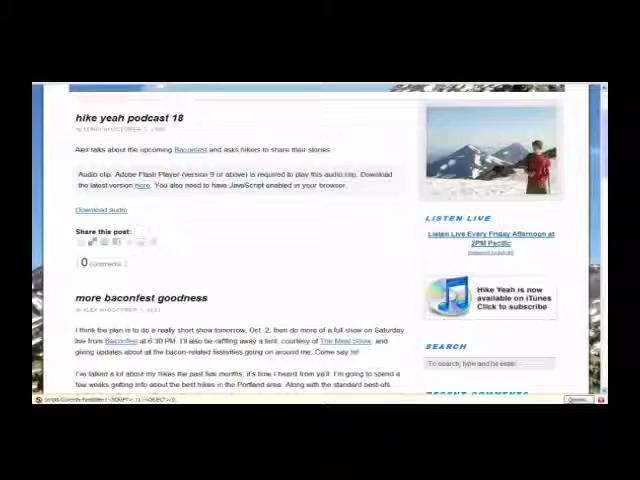 hike yeah podcast 18
Alex talks about the upcoming Baconfest and asks hikers to share their stories.
Audio clip: Adobe Flash Player (version 9 or above) is required to play this audio clip. Download
the latest version here. You also need to have JavaScript enabled in your browser.
Download audio
Share this post:
0 comments
more baconfest goodness
I think the plan is to do a really short show tomorrow, Oct. 2, then do more of a full show on Saturday
live from Baconfest at 6:30 PM. I'll also be raffling away a tent, courtesy of The Meat Show, and
giving updates about all the bacon-related festivities going on around me. Come say hi!
I've talked a lot about my hikes the past few months, it's time I heard from ya'll. I'm going to spend a
few weeks getting info about the best hikes in the Portland area. Along with the standard best-ofs
LISTEN LIVE
Listen Live Every Friday Afternoon at
2PM Pacific
Hike Yeah is now
available on iTunes
Click to subscribe
SEARCH
To search, type and hit enter
RECENT COMMENTS